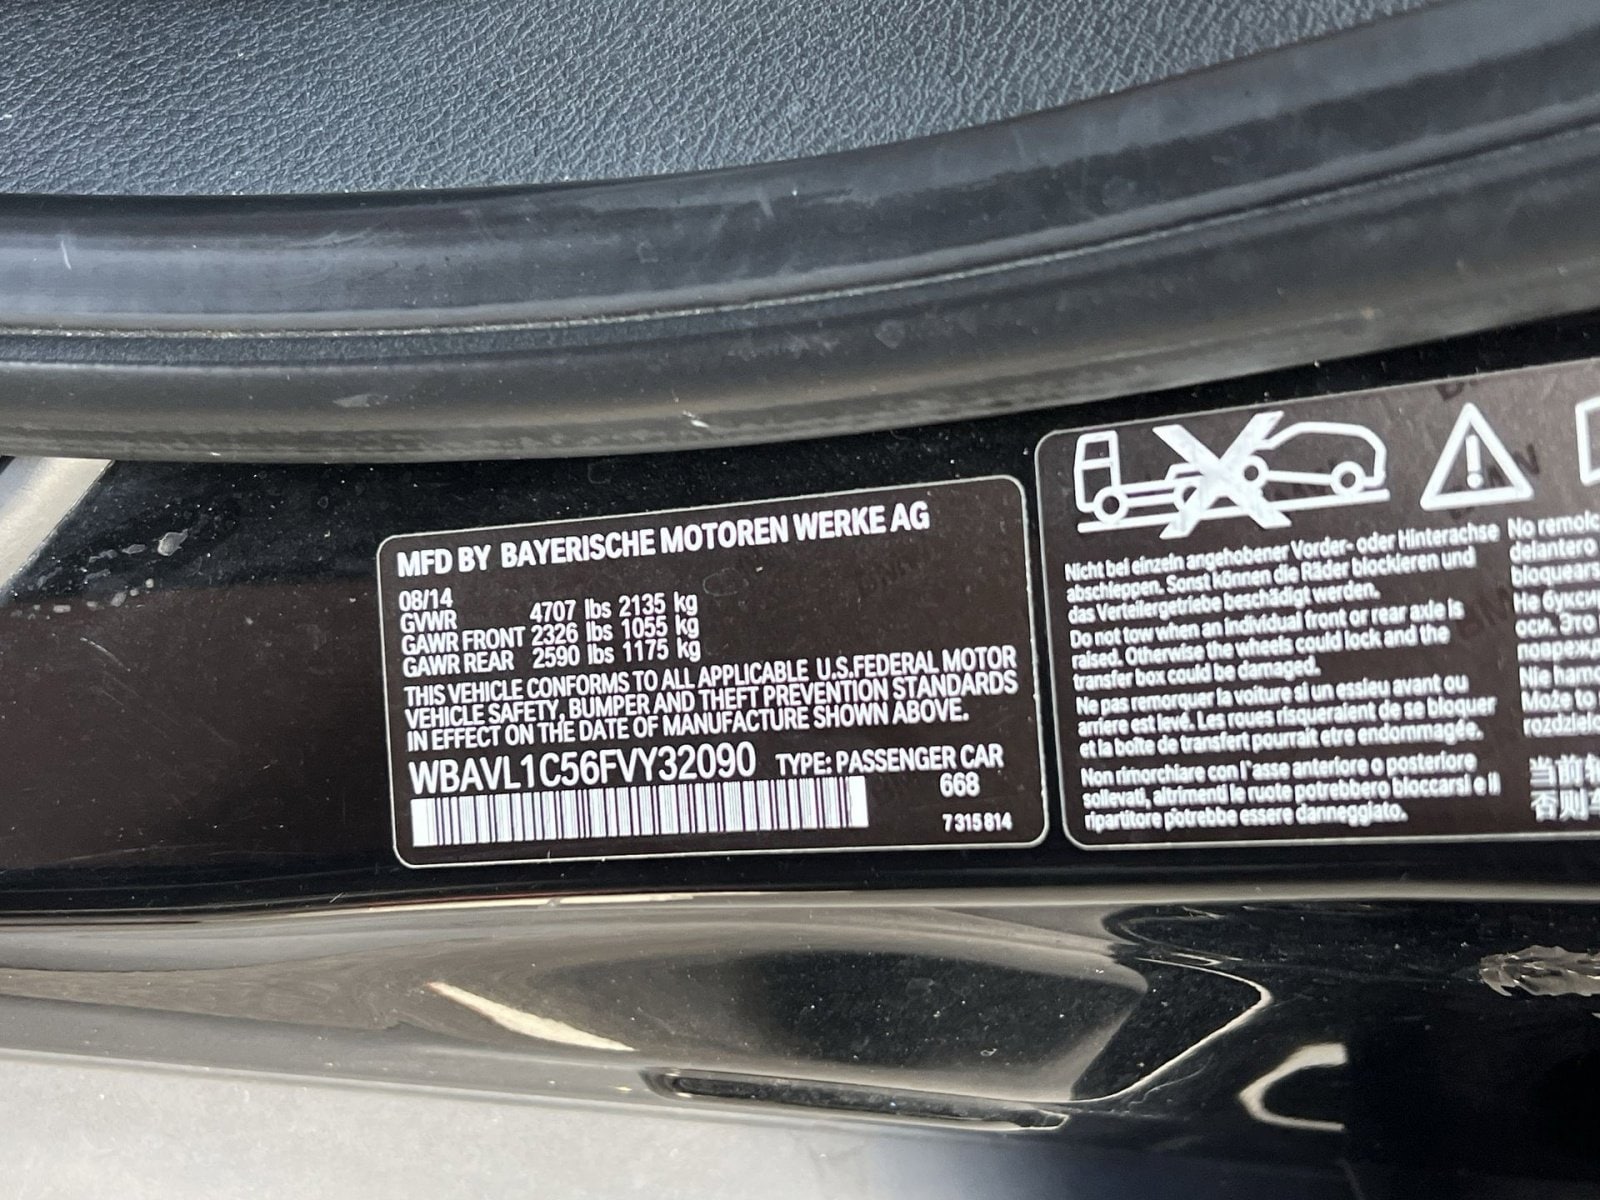 MFD BY BAYERISCHE MOTOREN WERKE AG
08/14
GVWR 4707 lbs 2135 kg
GAWR FRONT 2326 lbs 1055 kg
GAWR REAR 2590 lbs 1175 kg
THIS VEHICLE CONFORMS TO ALL APPLICABLE U.S.FEDERAL MOTOR
VEHICLE SAFETY, BUMPER AND THEFT PREVENTION STANDARDS
IN EFFECT ON THE DATE OF MANUFACTURE SHOWN ABOVE.
WBAVL1C56FVY32090 TYPE: PASSENGER CAR
668
7 315 814
Nicht bei einzeln angehobener Vorder- oder Hinterachse
abschleppen. Sonst können die Räder blockieren und
das Verteilergetriebe beschädigt werden.
Do not tow when an individual front or rear axle is
raised. Otherwise the wheels could lock and the
transfer box could be damaged.
Ne pas remorquer la voiture si un essieu avant ou
arriere est levé. Les roues risqueraient de se bloquer
et la boîte de transfert pourrait etre endommagée.
Non rimorchiare con l'asse anteriore o posteriore
sollevati, altrimenti le ruote potrebbero bloccarsi e il
ripartitore potrebbe essere danneggiato.
No remolc
delantero
bloquears
Не букси
оси. Это
поврежд
Nie hamo
Może to
rozdziel
当前
否则